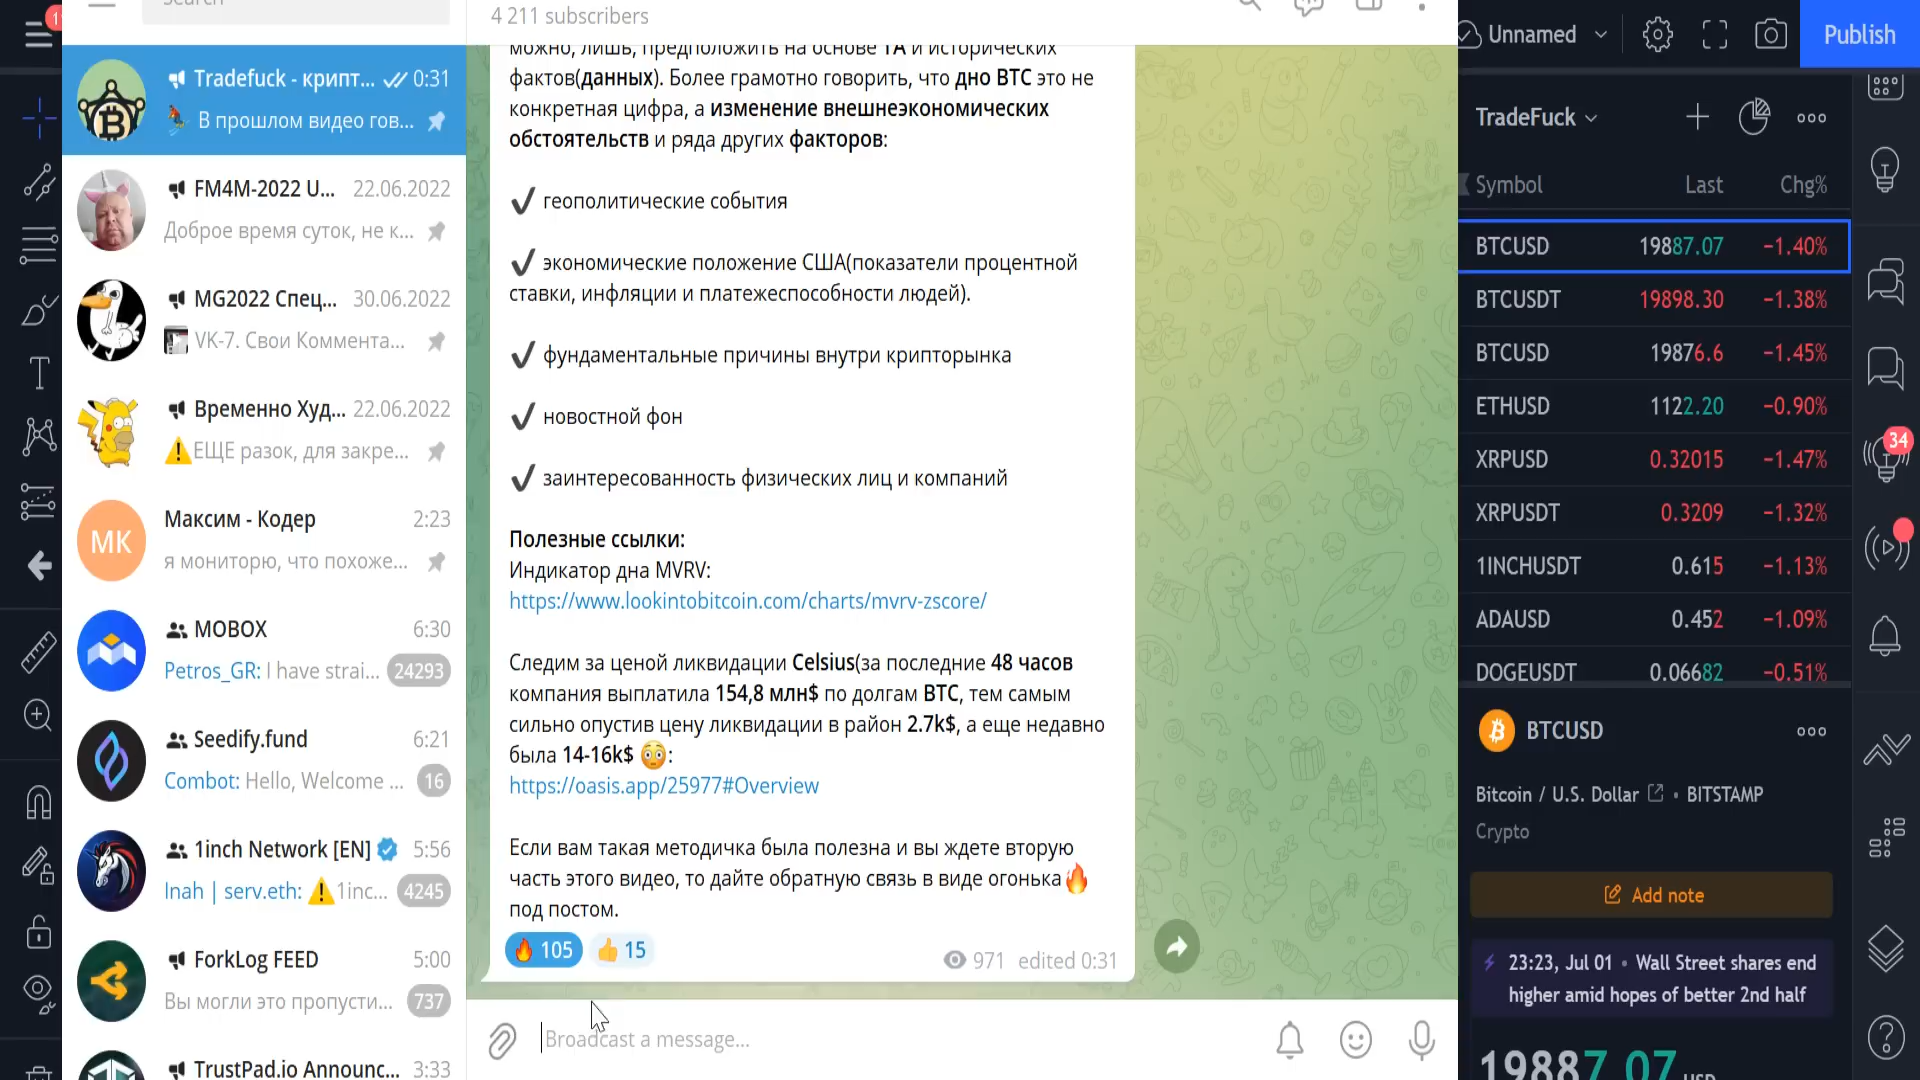 1
Search
Tradefuck - крипт... 0:31
В прошлом видео гов...
FM4M-2022 U... 22.06.2022
Доброе время суток, не к...
MG2022 Спец... 30.06.2022
VK-7. Свои Коммента...
Временно Худ... 22.06.2022
ЕЩЕ разок, для закре...
МК
Максим - Кодер 2:23
я мониторю, что похоже...
MOBOX 6:30
Petros_GR: I have strai... 24293
Seedify.fund 6:21
Combot: Hello, Welcome ... 16
1inch Network [EN] 5:56
Inah | serv.eth: 1inc... 4245
ForkLog FEED 5:00
Вы могли это пропусти... 737
TrustPad.io Announc... 3:33
4 211 subscribers
можно, лишь, предположить на основе ТА и исторических
фактов(данных). Более грамотно говорить, что дно BTC это не
конкретная цифра, а изменение внешнеэкономических
обстоятельств и ряда других факторов:
✔ геополитические события
✔ экономические положение США(показатели процентной
ставки, инфляции и платежеспособности людей).
✔ фундаментальные причины внутри крипторынка
✔ новостной фон
✔ заинтересованность физических лиц и компаний
Полезные ссылки:
Индикатор дна MVRV:
https://www.lookintobitcoin.com/charts/mvrv-zscore/
Следим за ценой ликвидации Celsius(за последние 48 часов
компания выплатила 154,8 млн$ по долгам BTC, тем самым
сильно опустив цену ликвидации в район 2.7k$, а еще недавно
была 14-16k$ 😳:
https://oasis.app/25977#Overview
Если вам такая методичка была полезна и вы ждете вторую
часть этого видео, то дайте обратную связь в виде огонька🔥
под постом.
🔥 105 👍 15
971 edited 0:31
Broadcast a message...
Unnamed
Publish
TradeFuck
Symbol Last Chg%
BTCUSD 19887.07 −1.40%
BTCUSDT 19898.30 −1.38%
BTCUSD 19876.6 −1.45%
ETHUSD 1122.20 −0.90%
XRPUSD 0.32015 −1.47%
XRPUSDT 0.3209 −1.32%
1INCHUSDT 0.615 −1.13%
ADAUSD 0.452 −1.09%
DOGEUSDT 0.06682 −0.51%
BTCUSD
Bitcoin / U.S. Dollar • BITSTAMP
Crypto
Add note
23:23, Jul 01 • Wall Street shares end
higher amid hopes of better 2nd half
19887.07 USD
34